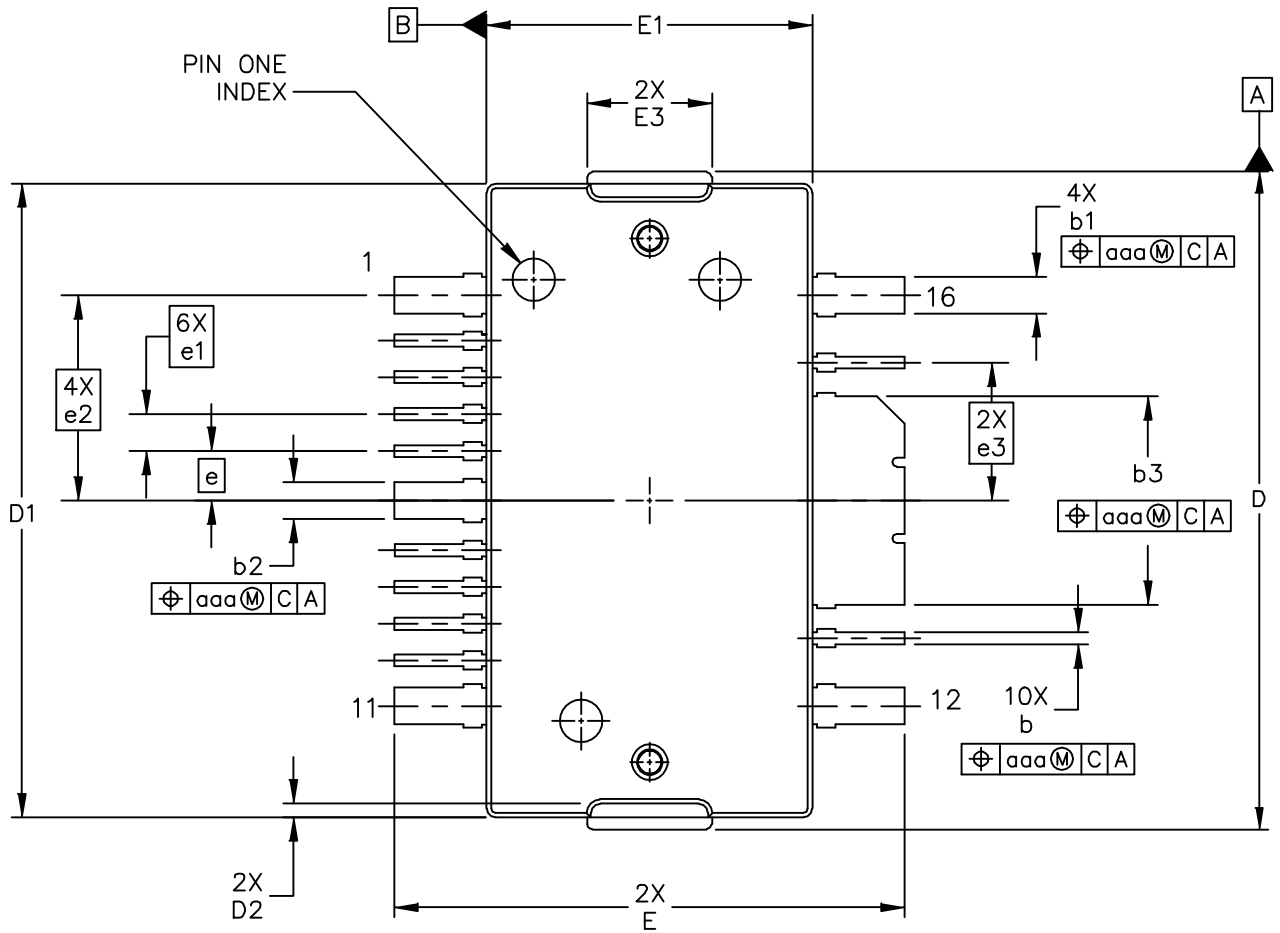 B
E1
PIN ONE
INDEX
2X
E3
A
4X
b1
⌖ aaa Ⓜ C A
1
16
6X
e1
4X
e2
2X
e3
e
b3
⌖ aaa Ⓜ C A
D1
D
b2
⌖ aaa Ⓜ C A
11
12
10X
b
⌖ aaa Ⓜ C A
2X
D2
2X
E